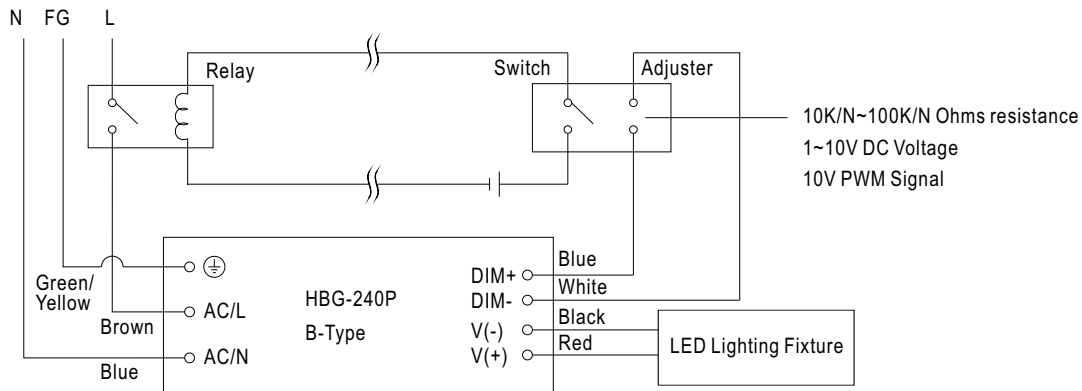 N FG L
Relay
Switch
Adjuster
10K/N~100K/N Ohms resistance
1~10V DC Voltage
10V PWM Signal
Green/
Yellow
Brown
Blue
AC/L
AC/N
HBG-240P
B-Type
DIM+
DIM-
V(-)
V(+)
Blue
White
Black
Red
LED Lighting Fixture